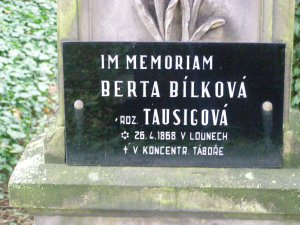 IM MEMORIAM
BERTA BÍLKOVÁ
ROZ. TAUSIGOVÁ
✡ 26.4.1868 V LOUNECH
† V KONCENTR. TÁBOŘE